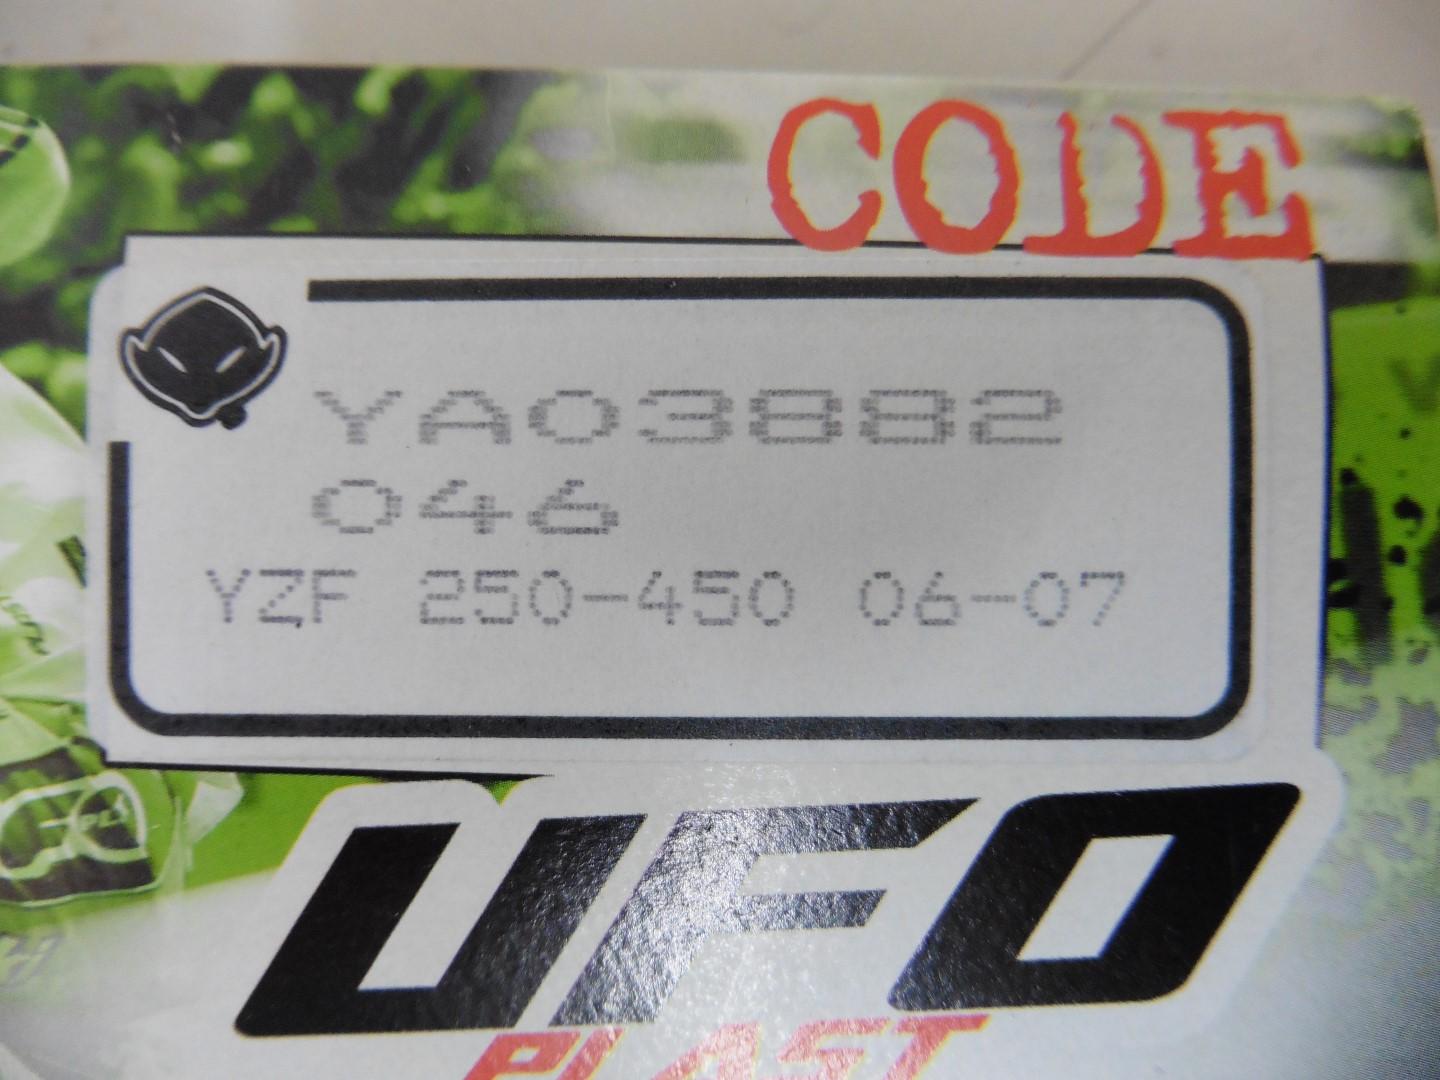 CODE
YA03882
046
YZF 250-450 06-07
UFO
PLAST